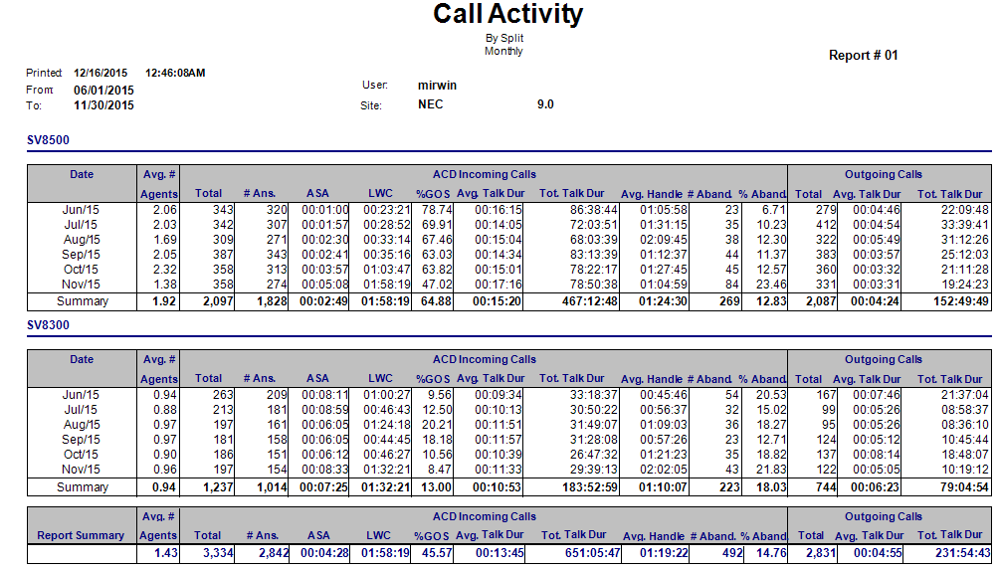 Call Activity
By Split
Monthly
Report # 01
Printed: 12/16/2015 12:46:08AM
From: 06/01/2015
User: mirwin
To: 11/30/2015
Site: NEC 9.0
SV8500
Date Avg. # ACD Incoming Calls Outgoing Calls
Agents Total # Ans. ASA LWC %GOS Avg. Talk Dur Tot. Talk Dur Avg. Handle # Aband. % Aband. Total Avg. Talk Dur Tot. Talk Dur
Jun/15 2.06 343 320 00:01:00 00:23:21 78.74 00:16:15 86:38:44 01:05:58 23 6.71 279 00:04:46 22:09:48
Jul/15 2.03 342 307 00:01:57 00:28:52 69.91 00:14:05 72:03:51 01:31:15 35 10.23 412 00:04:54 33:39:41
Aug/15 1.69 309 271 00:02:30 00:33:14 67.46 00:15:04 68:03:39 02:09:45 38 12.30 322 00:05:49 31:12:26
Sep/15 2.05 387 343 00:02:41 00:35:16 63.03 00:14:34 83:13:39 01:12:37 44 11.37 383 00:03:57 25:12:03
Oct/15 2.32 358 313 00:03:57 01:03:47 63.82 00:15:01 78:22:17 01:27:45 45 12.57 360 00:03:32 21:11:28
Nov/15 1.38 358 274 00:05:08 01:58:19 47.02 00:17:16 78:50:38 01:04:59 84 23.46 331 00:03:31 19:24:23
Summary 1.92 2,097 1,828 00:02:49 01:58:19 64.88 00:15:20 467:12:48 01:24:30 269 12.83 2,087 00:04:24 152:49:49
SV8300
Date Avg. # ACD Incoming Calls Outgoing Calls
Agents Total # Ans. ASA LWC %GOS Avg. Talk Dur Tot. Talk Dur Avg. Handle # Aband. % Aband. Total Avg. Talk Dur Tot. Talk Dur
Jun/15 0.94 263 209 00:08:11 01:00:27 9.56 00:09:34 33:18:37 00:45:46 54 20.53 167 00:07:46 21:37:04
Jul/15 0.88 213 181 00:08:59 00:46:43 12.50 00:10:13 30:50:22 00:56:37 32 15.02 99 00:05:26 08:58:37
Aug/15 0.97 197 161 00:06:05 01:24:18 20.21 00:11:51 31:49:07 01:09:03 36 18.27 95 00:05:26 08:36:10
Sep/15 0.97 181 158 00:06:05 00:44:45 18.18 00:11:57 31:28:08 00:57:26 23 12.71 124 00:05:12 10:45:44
Oct/15 0.90 186 151 00:06:12 00:46:27 10.56 00:10:39 26:47:32 01:21:23 35 18.82 137 00:08:14 18:48:07
Nov/15 0.96 197 154 00:08:33 01:32:21 8.47 00:11:33 29:39:13 02:02:05 43 21.83 122 00:05:05 10:19:12
Summary 0.94 1,237 1,014 00:07:25 01:32:21 13.00 00:10:53 183:52:59 01:10:07 223 18.03 744 00:06:23 79:04:54
Avg. # ACD Incoming Calls Outgoing Calls
Report Summary Agents Total # Ans. ASA LWC %GOS Avg. Talk Dur Tot. Talk Dur Avg. Handle # Aband. % Aband. Total Avg. Talk Dur Tot. Talk Dur
1.43 3,334 2,842 00:04:28 01:58:19 45.57 00:13:45 651:05:47 01:19:22 492 14.76 2,831 00:04:55 231:54:43